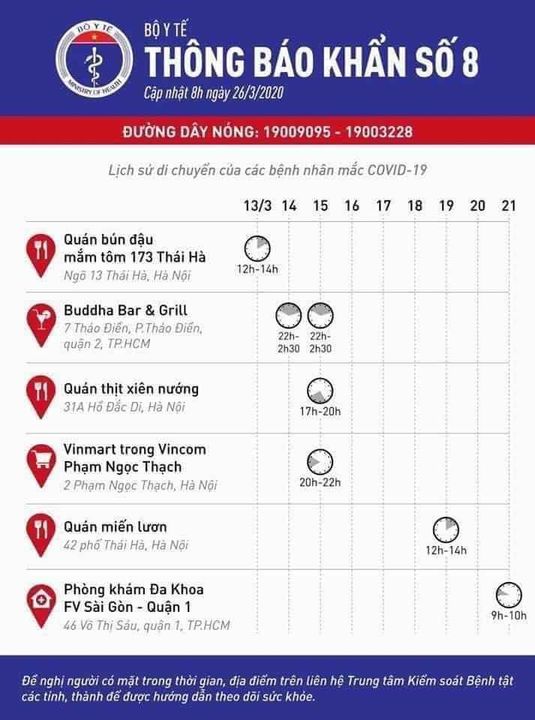 BỘ Y TẾ
MINISTRY OF HEALTH
BỘ Y TẾ
THÔNG BÁO KHẨN SỐ 8
Cập nhật 8h ngày 26/3/2020
ĐƯỜNG DÂY NÓNG: 19009095 - 19003228
Lịch sử di chuyển của các bệnh nhân mắc COVID-19
13/3 14 15 16 17 18 19 20 21
Quán bún đậu
mắm tôm 173 Thái Hà
Ngõ 13 Thái Hà, Hà Nội
12h-14h
Buddha Bar & Grill
7 Thảo Điền, P.Thảo Điền,
quận 2, TP.HCM
22h-
2h30
22h-
2h30
Quán thịt xiên nướng
31A Hồ Đắc Di, Hà Nội
17h-20h
Vinmart trong Vincom
Phạm Ngọc Thạch
2 Phạm Ngọc Thạch, Hà Nội
20h-22h
Quán miến lươn
42 phố Thái Hà, Hà Nội
12h-14h
Phòng khám Đa Khoa
FV Sài Gòn - Quận 1
46 Võ Thị Sáu, quận 1, TP.HCM
9h-10h
Đề nghị người có mặt trong thời gian, địa điểm trên liên hệ Trung tâm Kiểm soát Bệnh tật
các tỉnh, thành để được hướng dẫn theo dõi sức khỏe.